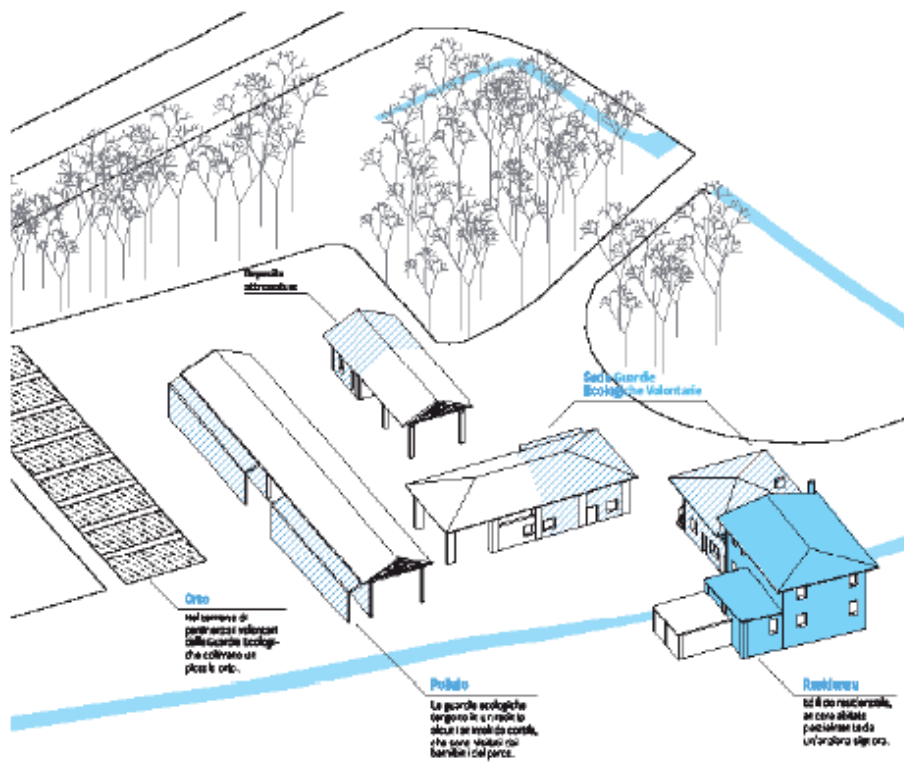 Deposito
attrezzature
Sede Guardie
Ecologiche Volontarie
Orto
Nel terreno di
pertinenza i volontari
delle Guardie Ecologi-
che coltivano un
piccolo orto.
Pollaio
Le guardie ecologiche
tengono in un recinto
alcuni animali da cortile,
che sono visitati dai
bambini del parco.
Residenza
Edificio residenziale,
ancora abitato
parzialmente da
un'anziana signora.